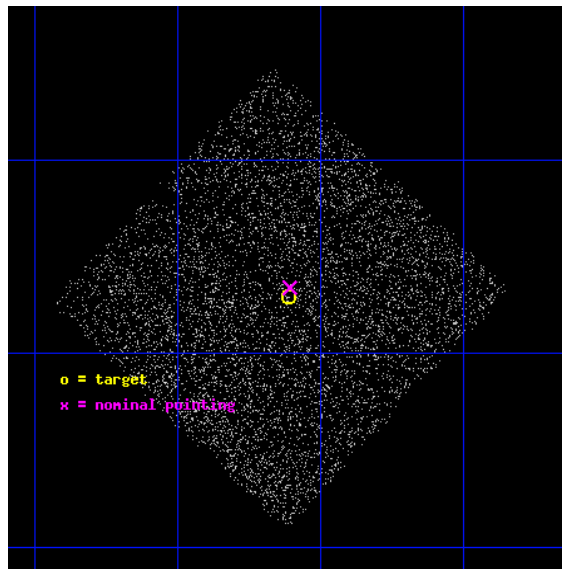 o = target
x = nominal pointing